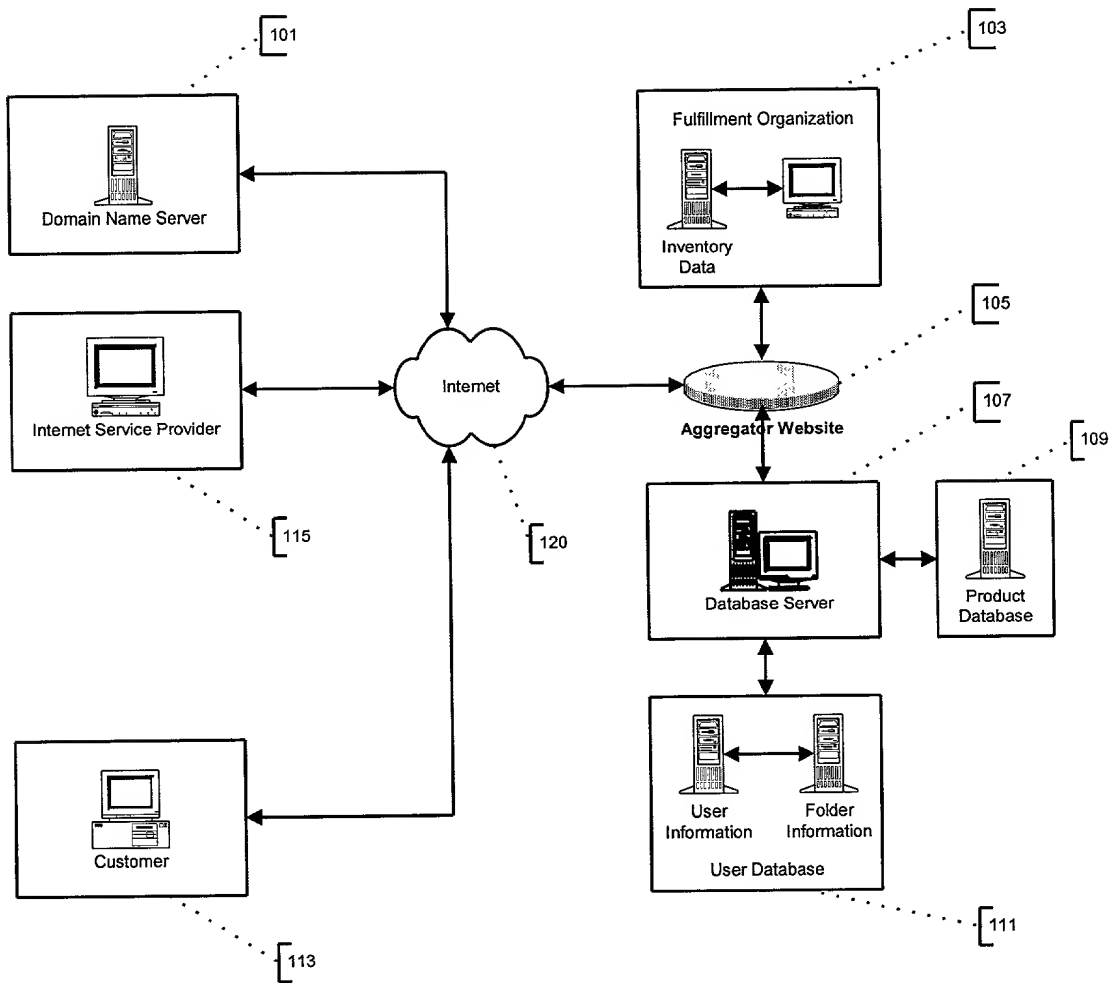 101
103
Domain Name Server
Fulfillment Organization
Inventory
Data
105
Internet Service Provider
Internet
Aggregator Website
107
109
115
120
Database Server
Product
Database
Customer
User
Information
Folder
Information
User Database
113
111